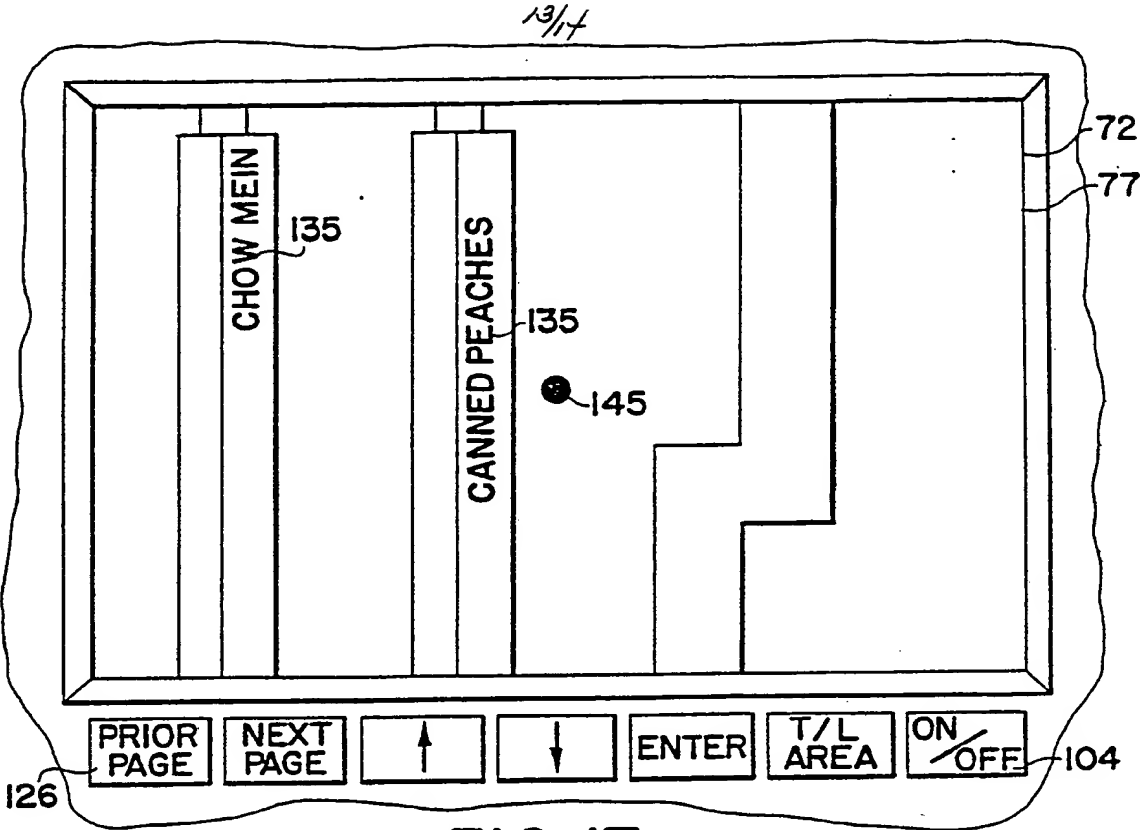 13/17
72
77
CHOW MEIN
135
CANNED PEACHES
135
145
PRIOR PAGE
NEXT PAGE
↑
↓
ENTER
T/L AREA
ON/OFF
104
126